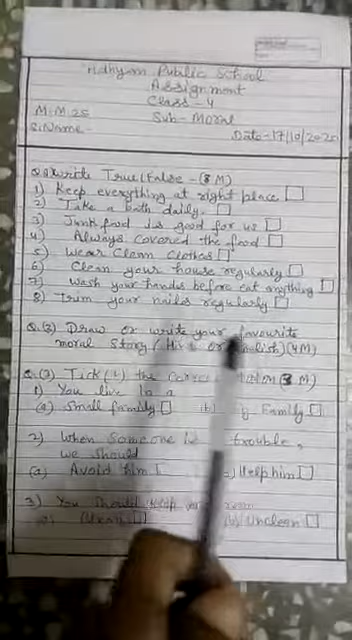 Public School
Assignment
Class-4
M.M.25 Sub-Moral
S.Name- Date-17/10/2020
Q.1 Write True/False-(8M)
1) Keep everything at right place
2) Take a bath daily.
3) Junk food is good for us
4) Always covered the food
5) Wear Clean Clothes
6) Clean your house regularly
7) Wash your hands before eat anything
8) Trim your nails regularly
Q.(2) Draw or write your favourite
moral story (4M)
Q.(3) Tick (L) the M)
1) You live in a
(a) Small family Family
2) When Someone trouble,
we should
(a) Avoid him Help him
3) You Should Keep
(a) Clean (b) Unclean